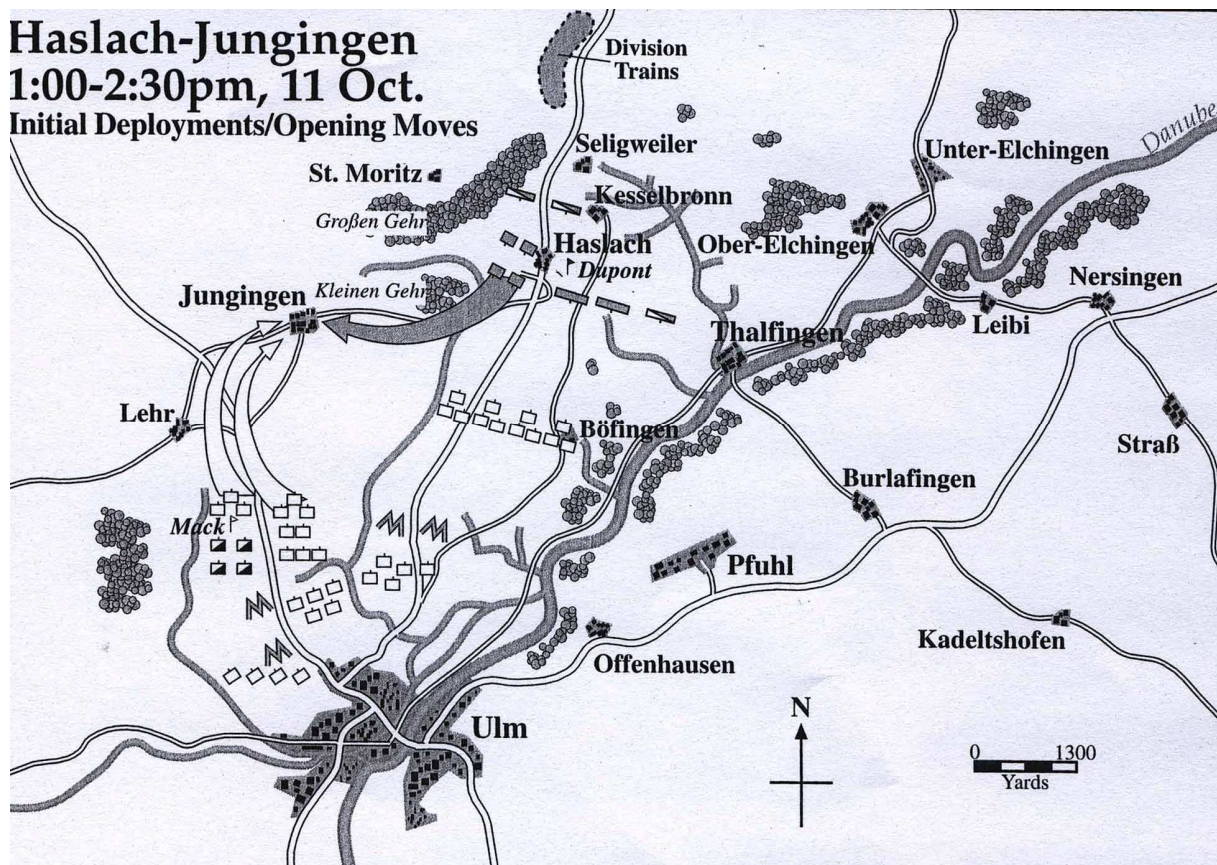 Haslach-Jungingen
1:00-2:30pm, 11 Oct.
Initial Deployments/Opening Moves
Division
Trains
Danube
Seligweiler
Unter-Elchingen
St. Moritz
Kesselbronn
Großen Gehr
Haslach
Ober-Elchingen
Dupont
Nersingen
Jungingen
Kleinen Gehr
Leibi
Thalfingen
Lehr
Böfingen
Straß
Burlafingen
Mack
Pfuhl
Kadeltshofen
Offenhausen
N
Ulm
0 1300
Yards